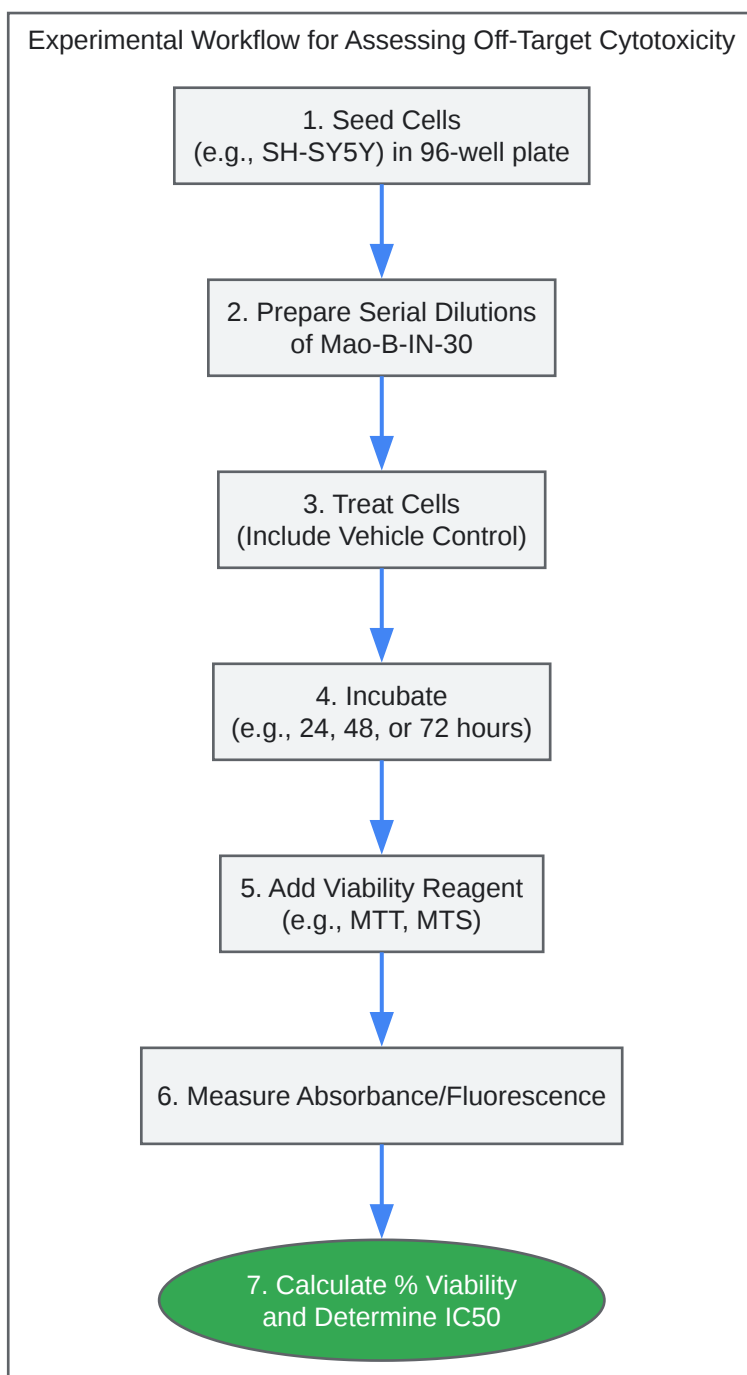 Experimental Workflow for Assessing Off-Target Cytotoxicity
1. Seed Cells
(e.g., SH-SY5Y) in 96-well plate
2. Prepare Serial Dilutions
of Mao-B-IN-30
3. Treat Cells
(Include Vehicle Control)
4. Incubate
(e.g., 24, 48, or 72 hours)
5. Add Viability Reagent
(e.g., MTT, MTS)
6. Measure Absorbance/Fluorescence
7. Calculate % Viability
and Determine IC50